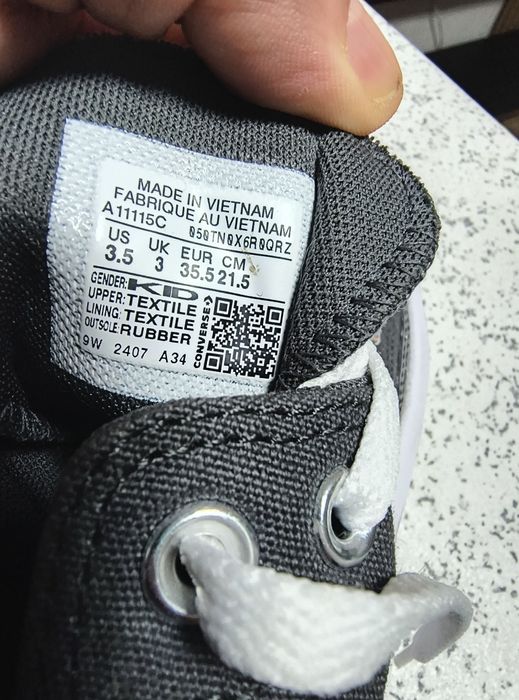 MADE IN VIETNAM
FABRIQUE AU VIETNAM
A11115C 050TN0X6R0QRZ
US UK EUR CM
3.5 3 35.5 21.5
GENDER: KID
UPPER: TEXTILE
LINING: TEXTILE
OUTSOLE: RUBBER
9W 2407 A34
CONVERSE